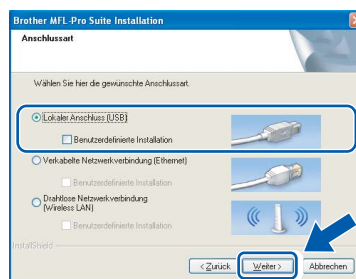 Brother MFL-Pro Suite Installation
Anschlussart
Wählen Sie hier die gewünschte Anschlussart.
Lokaler Anschluss (USB)
Benutzerdefinierte Installation
Verkabelte Netzwerkverbindung (Ethernet)
Benutzerdefinierte Installation
Drahtlose Netzwerkverbindung
(Wireless LAN)
Benutzerdefinierte Installation
InstallShield
< Zurück Weiter > Abbrechen